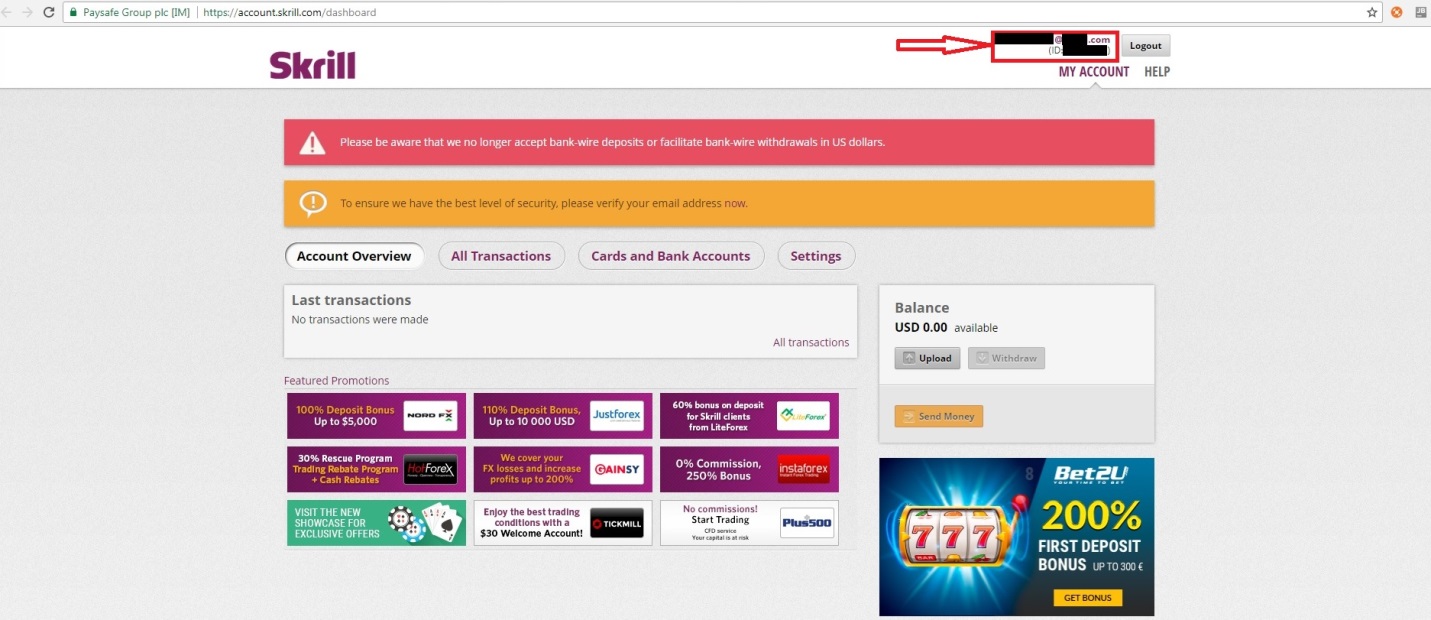 Paysafe Group plc [IM]
https://account.skrill.com/dashboard
Skrill
@ .com
(ID: )
Logout
MY ACCOUNT HELP
Please be aware that we no longer accept bank-wire deposits or facilitate bank-wire withdrawals in US dollars.
To ensure we have the best level of security, please verify your email address now.
Account Overview
All Transactions
Cards and Bank Accounts
Settings
Last transactions
No transactions were made
All transactions
Balance
USD 0.00 available
Upload
Withdraw
Send Money
Featured Promotions
100% Deposit Bonus
Up to $5,000
NORD FX
110% Deposit Bonus,
Up to 10 000 USD
Justforex
60% bonus on deposit
for Skrill clients
from LiteForex
LiteForex
30% Rescue Program
Trading Rebate Program
+ Cash Rebates
HotForex
We cover your
FX losses and increase
profits up to 200%
GAINSY
0% Commission,
250% Bonus
instaforex
Instant Forex Trading
VISIT THE NEW
SHOWCASE FOR
EXCLUSIVE OFFERS
Enjoy the best trading
conditions with a
$30 Welcome Account!
TICKMILL
No commissions!
Start Trading
CFD service
Your capital is at risk
Plus500
Bet2U
YOUR TIME TO BET
777
BAR
200%
FIRST DEPOSIT
BONUS UP TO 300 €
GET BONUS